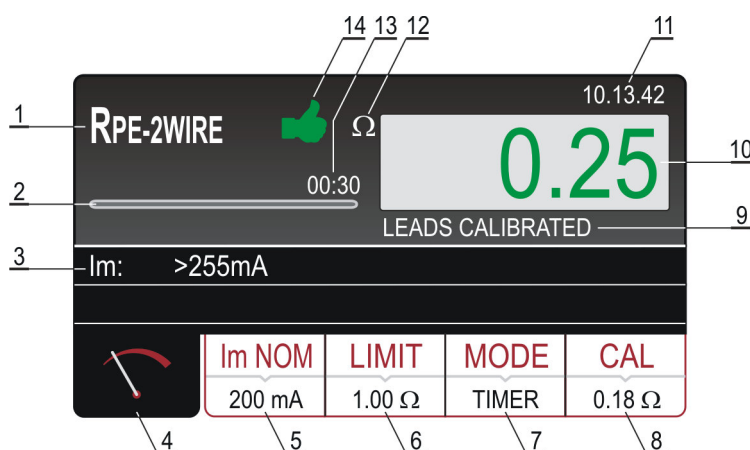 14 13 12 11
10.13.42
1 RPE-2WIRE Ω 0.25 10
00:30
2
LEADS CALIBRATED 9
3 Im: >255mA
Im NOM LIMIT MODE CAL
200 mA 1.00 Ω TIMER 0.18 Ω
4 5 6 7 8